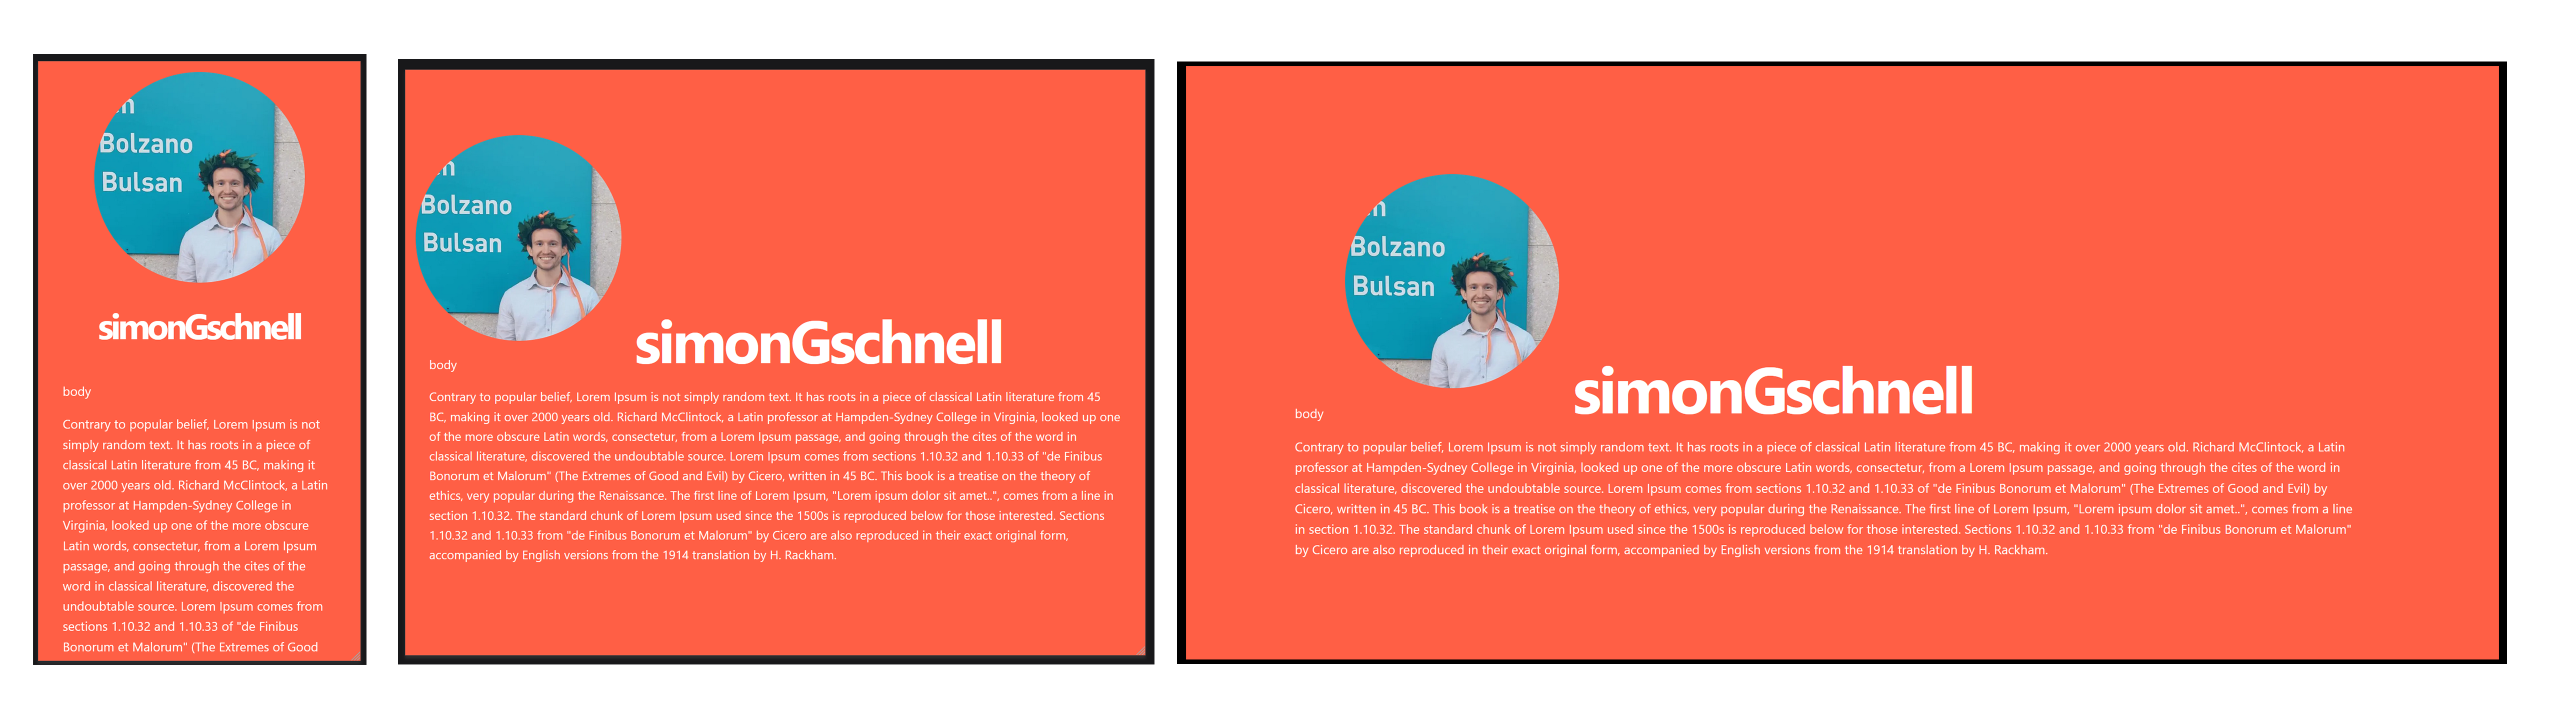 n
Bolzano
Bulsan
simonGschnell
body
Contrary to popular belief, Lorem Ipsum is not
simply random text. It has roots in a piece of
classical Latin literature from 45 BC, making it
over 2000 years old. Richard McClintock, a Latin
professor at Hampden-Sydney College in
Virginia, looked up one of the more obscure
Latin words, consectetur, from a Lorem Ipsum
passage, and going through the cites of the
word in classical literature, discovered the
undoubtable source. Lorem Ipsum comes from
sections 1.10.32 and 1.10.33 of "de Finibus
Bonorum et Malorum" (The Extremes of Good
n
Bolzano
Bulsan
simonGschnell
body
Contrary to popular belief, Lorem Ipsum is not simply random text. It has roots in a piece of classical Latin literature from 45
BC, making it over 2000 years old. Richard McClintock, a Latin professor at Hampden-Sydney College in Virginia, looked up one
of the more obscure Latin words, consectetur, from a Lorem Ipsum passage, and going through the cites of the word in
classical literature, discovered the undoubtable source. Lorem Ipsum comes from sections 1.10.32 and 1.10.33 of "de Finibus
Bonorum et Malorum" (The Extremes of Good and Evil) by Cicero, written in 45 BC. This book is a treatise on the theory of
ethics, very popular during the Renaissance. The first line of Lorem Ipsum, "Lorem ipsum dolor sit amet..", comes from a line in
section 1.10.32. The standard chunk of Lorem Ipsum used since the 1500s is reproduced below for those interested. Sections
1.10.32 and 1.10.33 from "de Finibus Bonorum et Malorum" by Cicero are also reproduced in their exact original form,
accompanied by English versions from the 1914 translation by H. Rackham.
n
Bolzano
Bulsan
simonGschnell
body
Contrary to popular belief, Lorem Ipsum is not simply random text. It has roots in a piece of classical Latin literature from 45 BC, making it over 2000 years old. Richard McClintock, a Latin
professor at Hampden-Sydney College in Virginia, looked up one of the more obscure Latin words, consectetur, from a Lorem Ipsum passage, and going through the cites of the word in
classical literature, discovered the undoubtable source. Lorem Ipsum comes from sections 1.10.32 and 1.10.33 of "de Finibus Bonorum et Malorum" (The Extremes of Good and Evil) by
Cicero, written in 45 BC. This book is a treatise on the theory of ethics, very popular during the Renaissance. The first line of Lorem Ipsum, "Lorem ipsum dolor sit amet..", comes from a line
in section 1.10.32. The standard chunk of Lorem Ipsum used since the 1500s is reproduced below for those interested. Sections 1.10.32 and 1.10.33 from "de Finibus Bonorum et Malorum"
by Cicero are also reproduced in their exact original form, accompanied by English versions from the 1914 translation by H. Rackham.